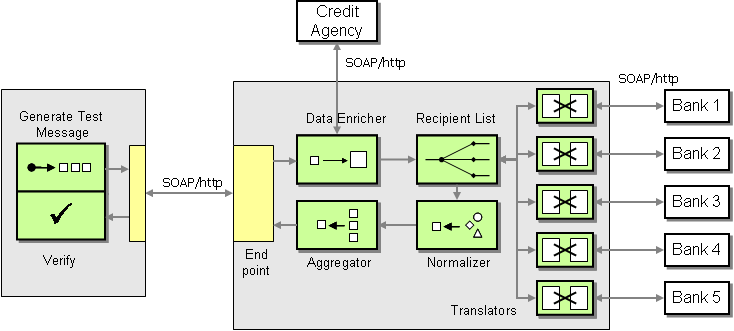 Credit
Agency
SOAP/http
SOAP/http
Generate Test
Message
Data Enricher
Recipient List
Bank 1
Bank 2
SOAP/http
Bank 3
Bank 4
Verify
End
point
Aggregator
Normalizer
Translators
Bank 5